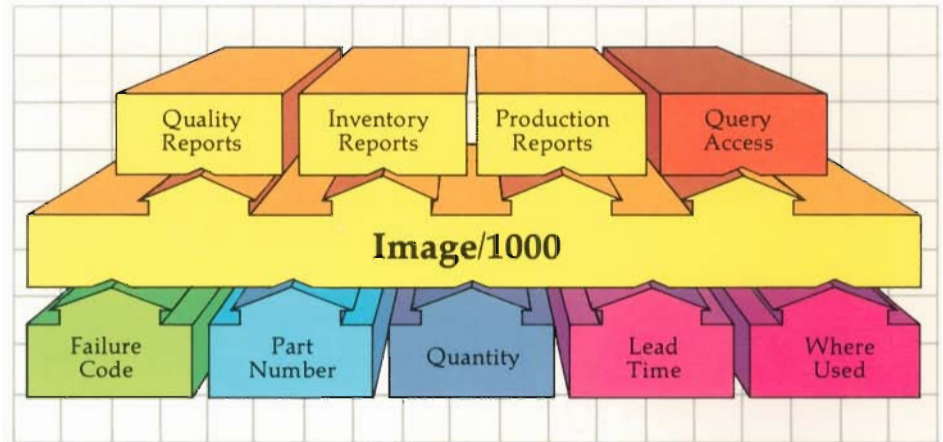 Quality
Reports
Inventory
Reports
Production
Reports
Query
Access
Image/1000
Failure
Code
Part
Number
Quantity
Lead
Time
Where
Used